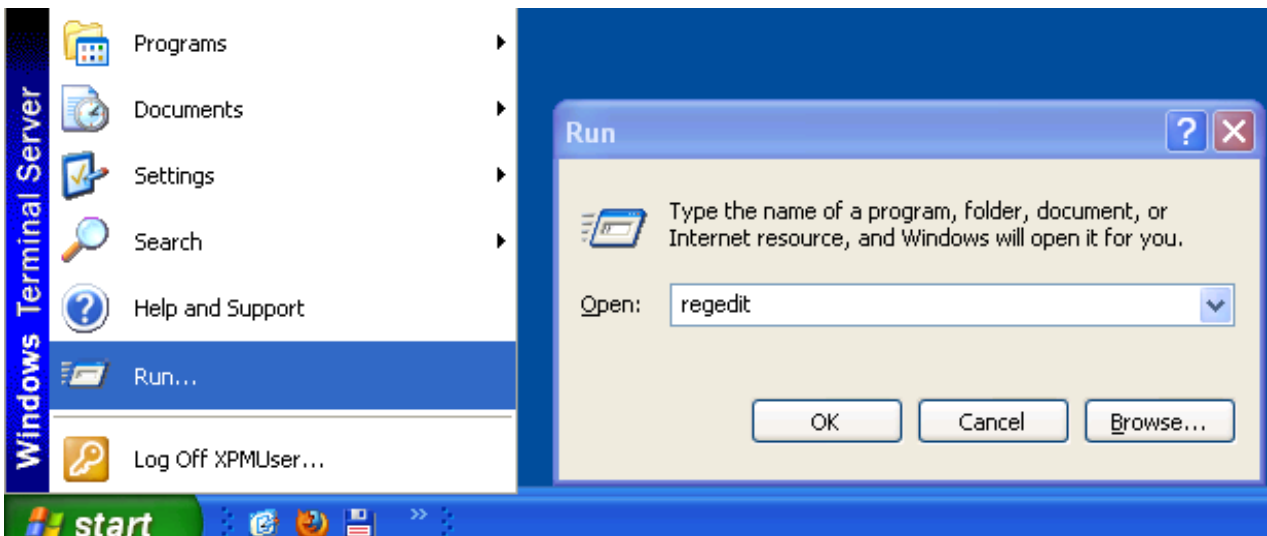 Windows Terminal Server
Programs
Documents
Settings
Search
Help and Support
Run...
Log Off XPMUser...
start
Run
Type the name of a program, folder, document, or
Internet resource, and Windows will open it for you.
Open: regedit
OK Cancel Browse...